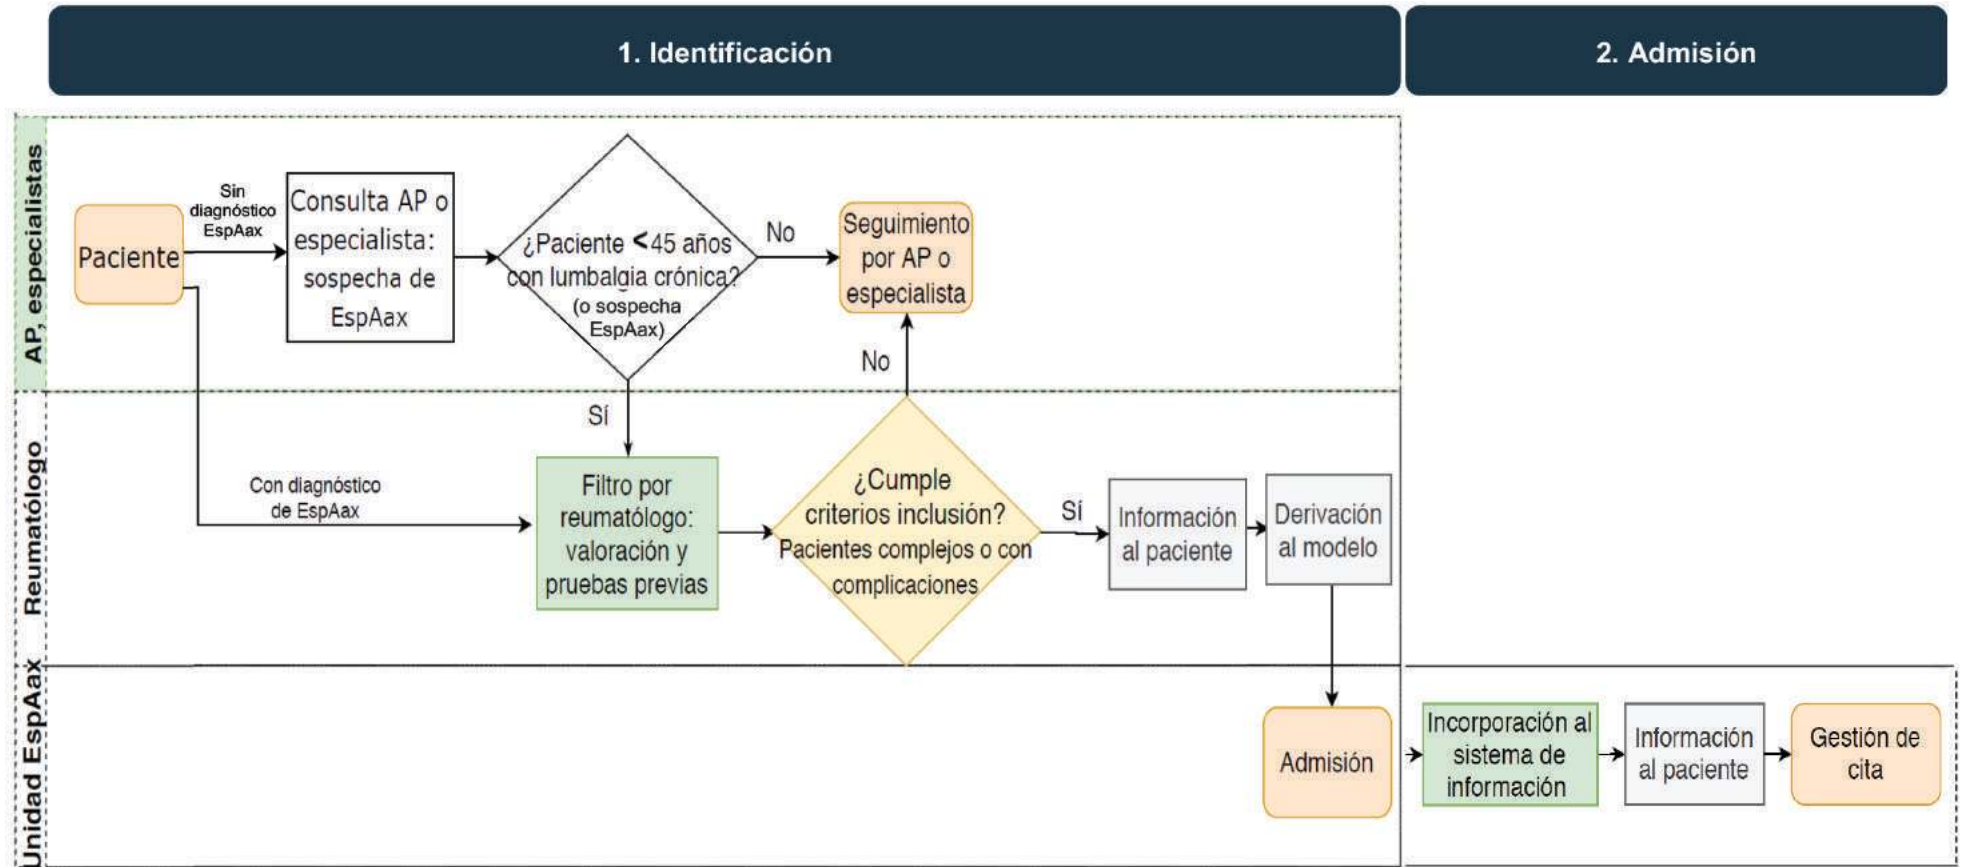 1. Identificación
2. Admisión
AP, especialistas
Paciente
Sin
diagnóstico
EspAax
Consulta AP o
especialista:
sospecha de
EspAax
¿Paciente <45 años
con lumbalgia crónica?
(o sospecha
EspAax)
No
Seguimiento
por AP o
especialista
Sí
No
Reumatólogo
Con diagnóstico
de EspAax
Filtro por
reumatólogo:
valoración y
pruebas previas
¿Cumple
criterios inclusión?
Pacientes complejos o con
complicaciones
Sí
Información
al paciente
Derivación
al modelo
Unidad EspAax
Admisión
Incorporación al
sistema de
información
Información
al paciente
Gestión de
cita